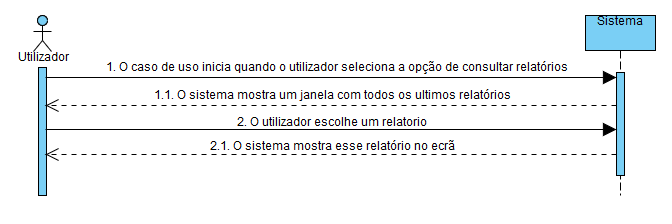 Sistema
Utilizador
1. O caso de uso inicia quando o utilizador seleciona a opção de consultar relatórios
1.1. O sistema mostra um janela com todos os ultimos relatórios
2. O utilizador escolhe um relatorio
2.1. O sistema mostra esse relatório no ecrã